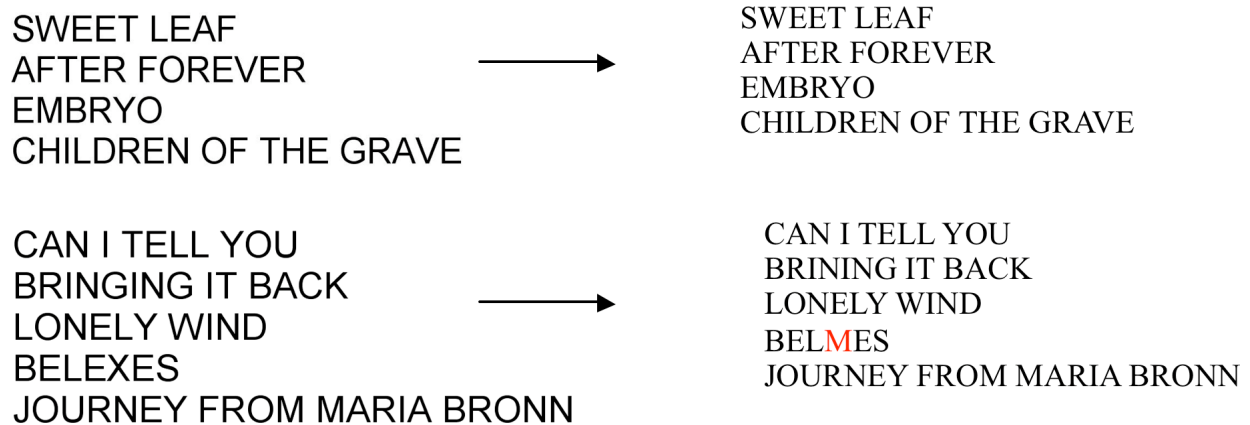 SWEET LEAF
AFTER FOREVER
EMBRYO
CHILDREN OF THE GRAVE
SWEET LEAF
AFTER FOREVER
EMBRYO
CHILDREN OF THE GRAVE
CAN I TELL YOU
BRINGING IT BACK
LONELY WIND
BELEXES
JOURNEY FROM MARIA BRONN
CAN I TELL YOU
BRINING IT BACK
LONELY WIND
BELMES
JOURNEY FROM MARIA BRONN